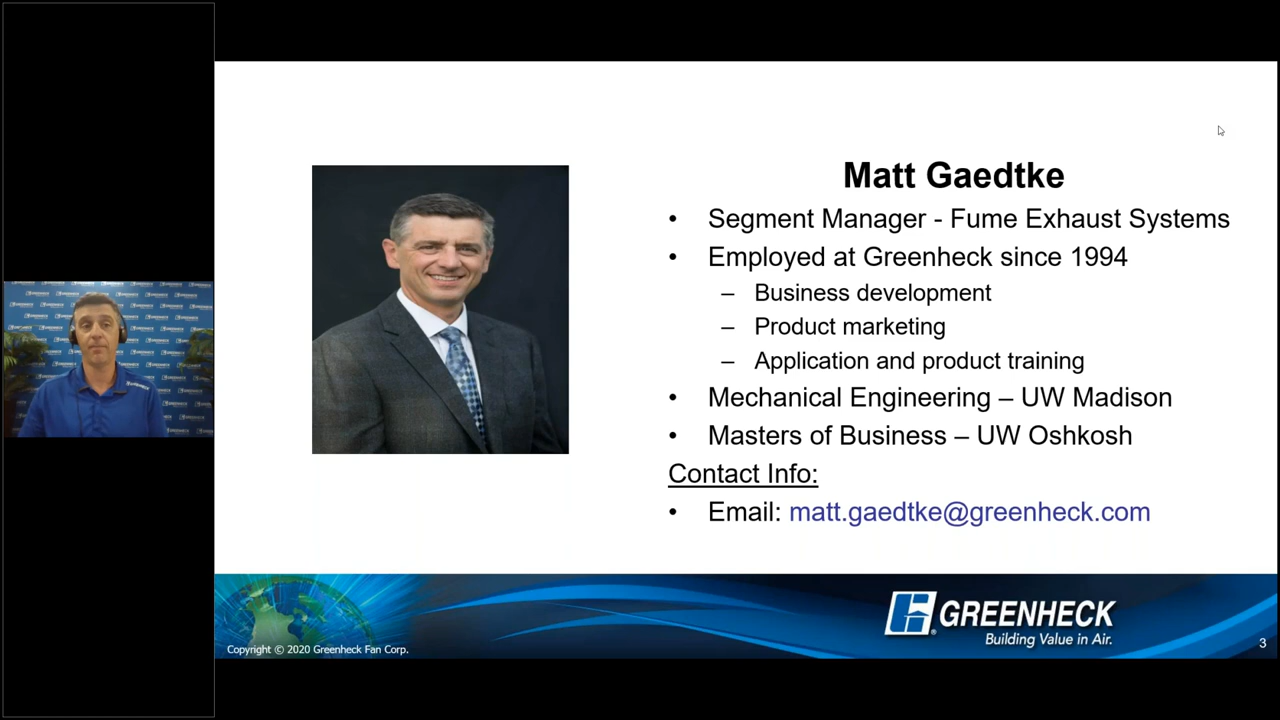 Matt Gaedtke
• Segment Manager - Fume Exhaust Systems
• Employed at Greenheck since 1994
– Business development
– Product marketing
– Application and product training
• Mechanical Engineering – UW Madison
• Masters of Business – UW Oshkosh
Contact Info:
• Email: matt.gaedtke@greenheck.com
GREENHECK
Building Value in Air.
Copyright © 2020 Greenheck Fan Corp.
3